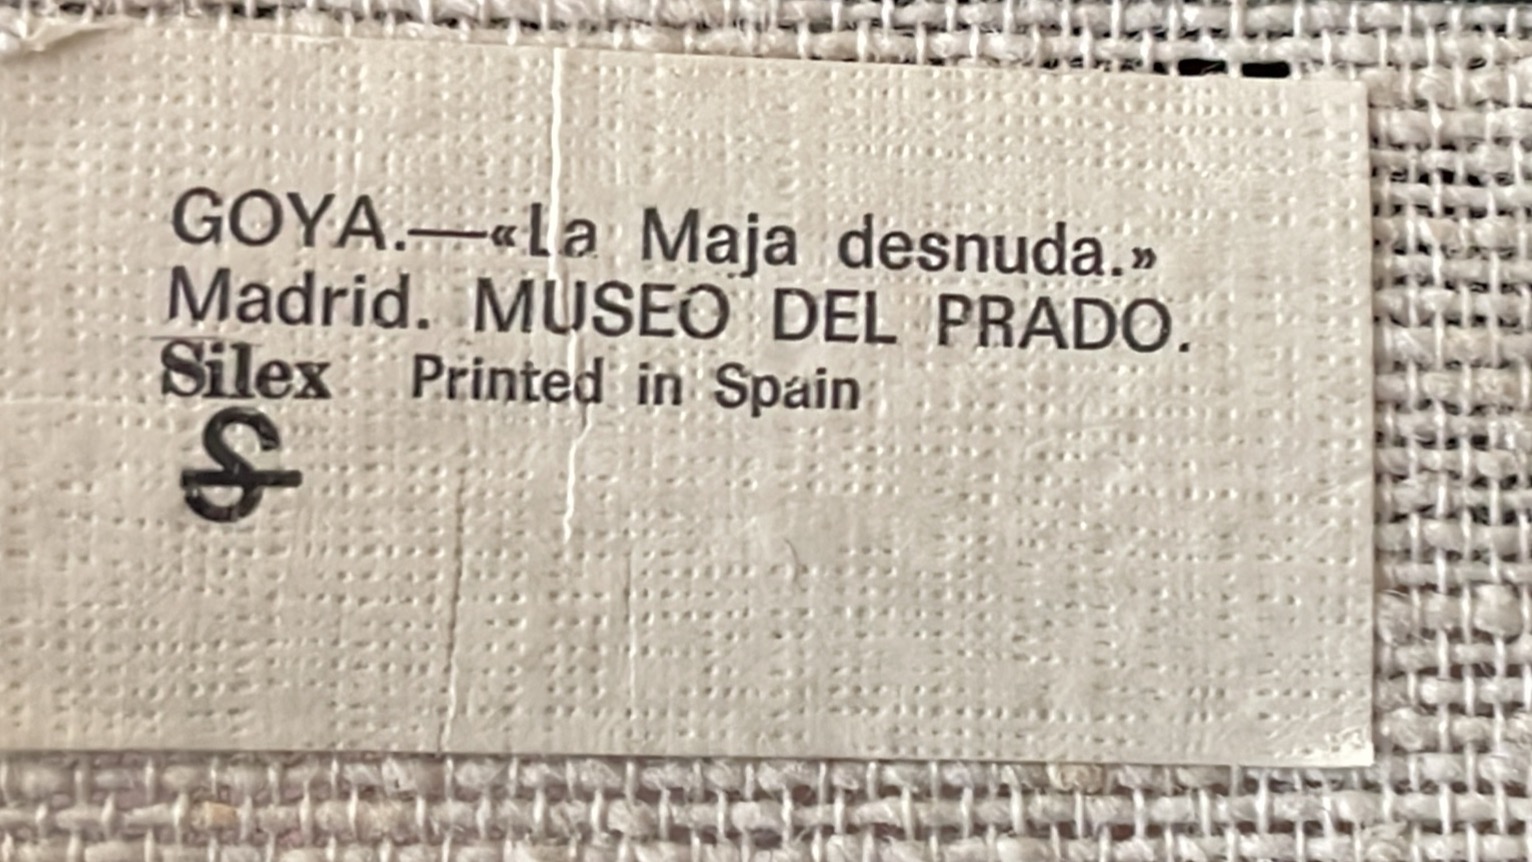 GOYA.—«La Maja desnuda.»
Madrid. MUSEO DEL PRADO.
Silex Printed in Spain
S